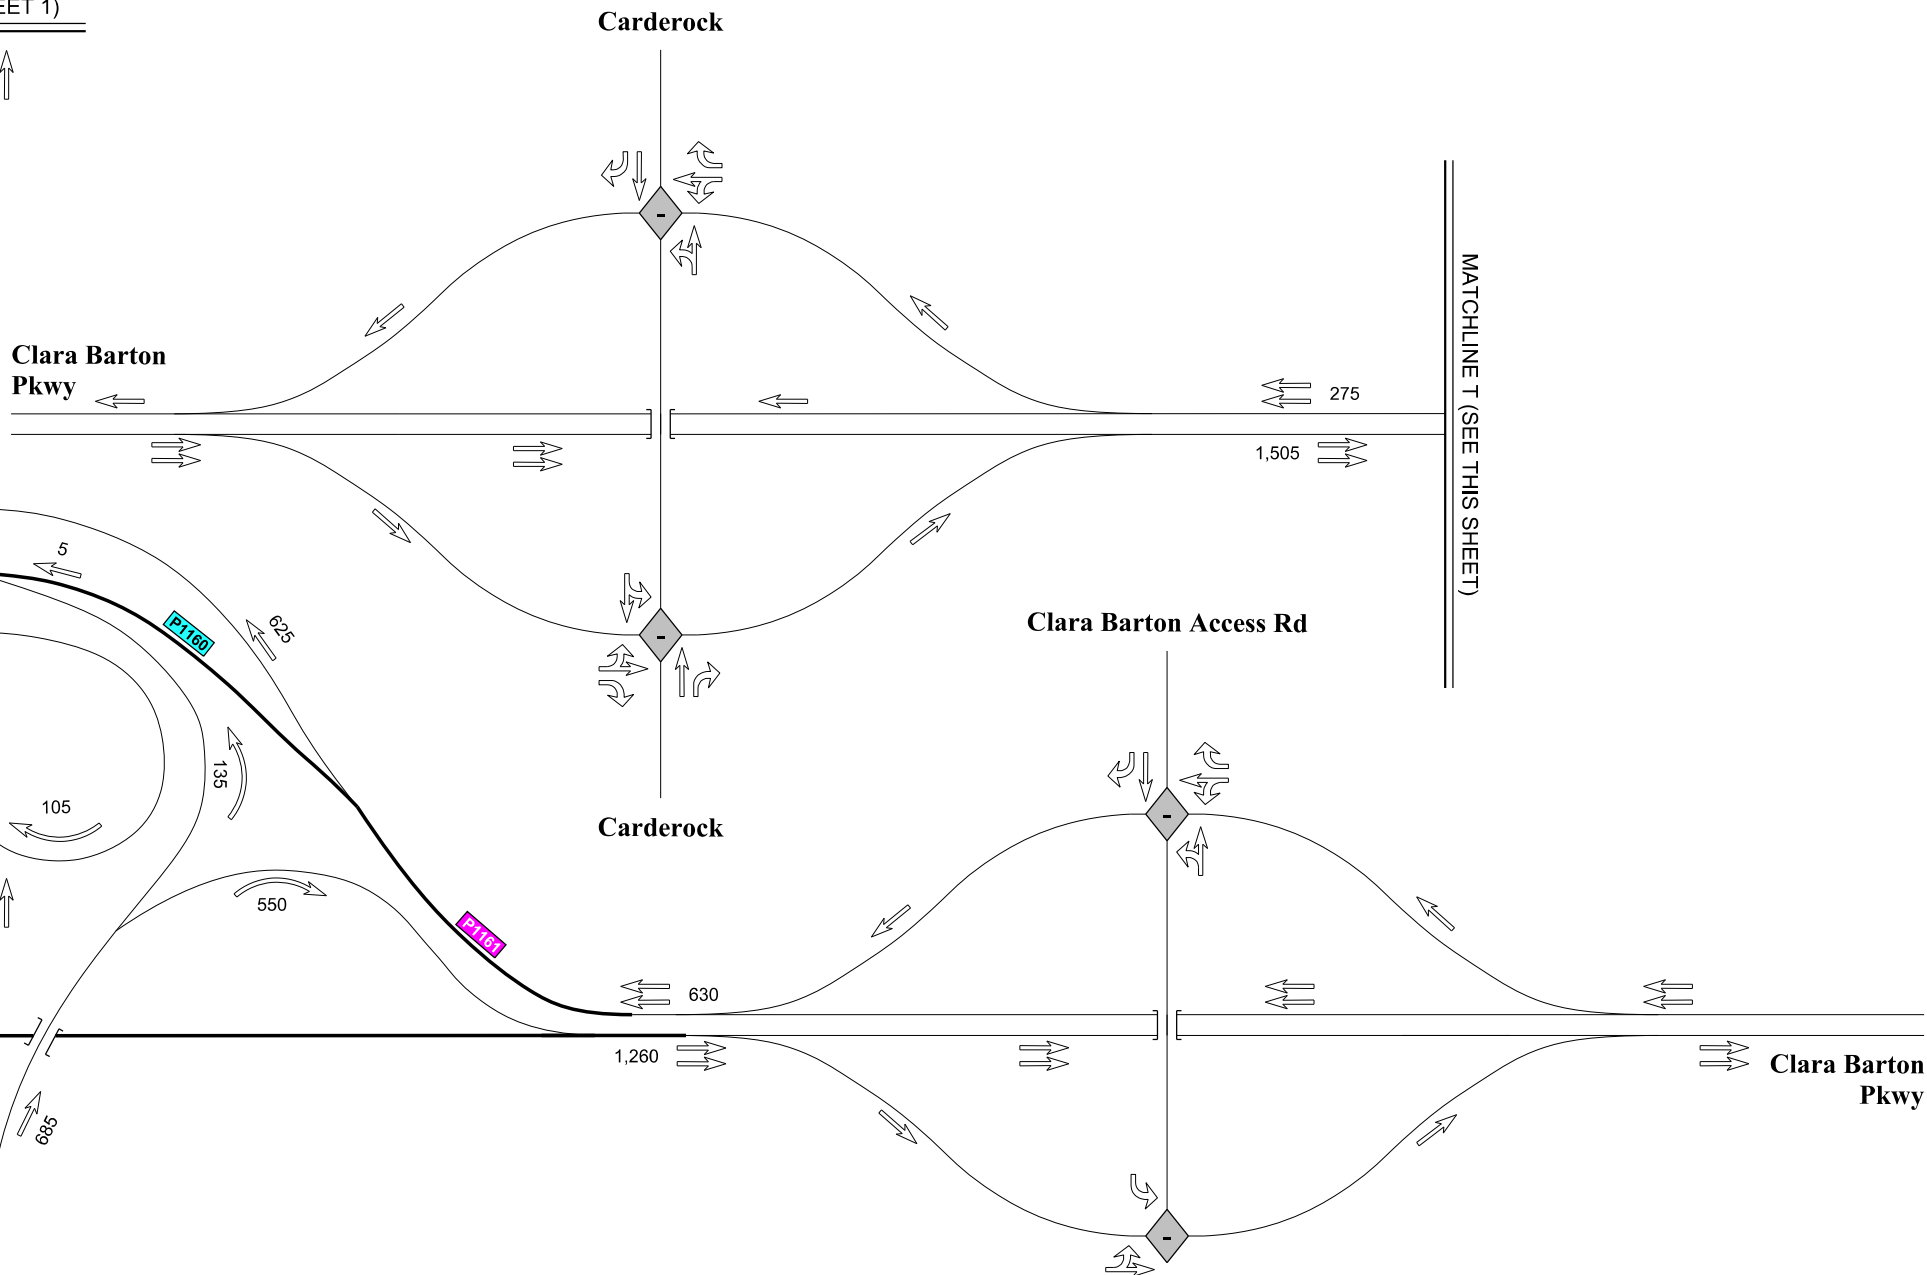 EET 1)
Carderock
Clara Barton
Pkwy
275
1,505
MATCHLINE T (SEE THIS SHEET)
5
P1160
625
Clara Barton Access Rd
135
105
Carderock
550
P1161
630
1,260
Clara Barton
Pkwy
685